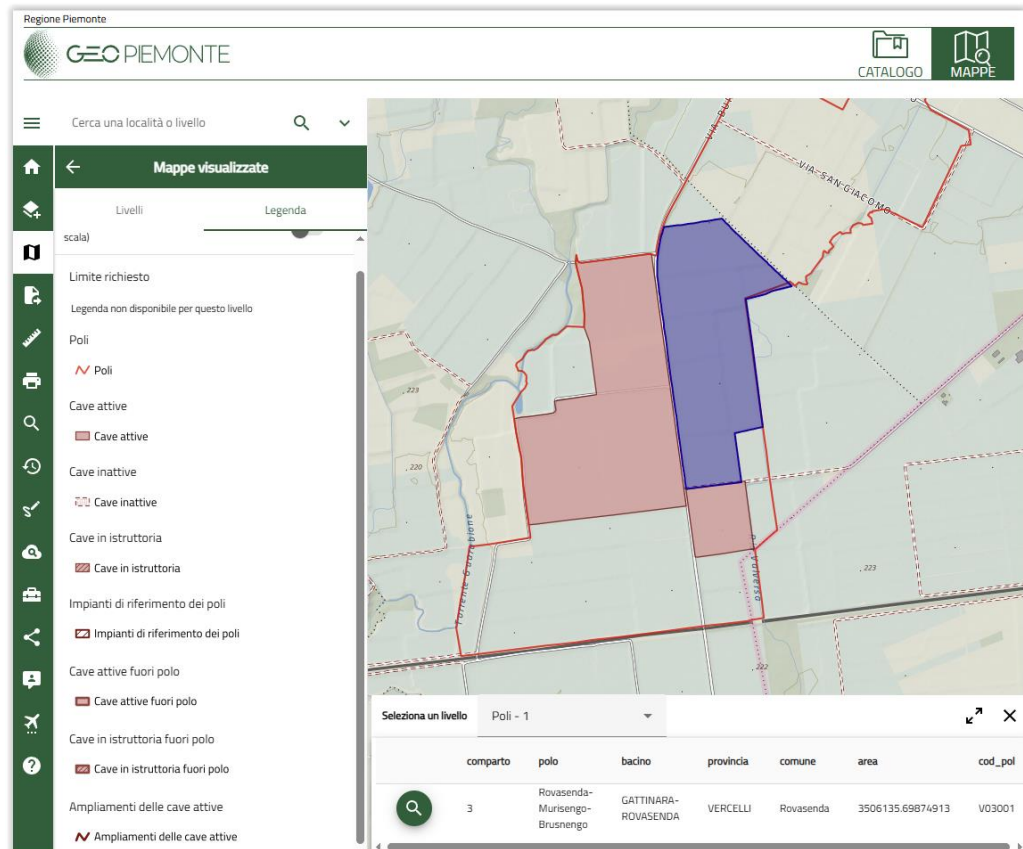 Regione Piemonte
GEO PIEMONTE
CATALOGO
MAPPE
Cerca una località o livello
Mappe visualizzate
Livelli
Legenda
scala)
Limite richiesto
Legenda non disponibile per questo livello
Poli
Poli
Cave attive
Cave attive
Cave inattive
Cave inattive
Cave in istruttoria
Cave in istruttoria
Impianti di riferimento dei poli
Impianti di riferimento dei poli
Cave attive fuori polo
Cave attive fuori polo
Cave in istruttoria fuori polo
Cave in istruttoria fuori polo
Ampliamenti delle cave attive
Ampliamenti delle cave attive
VIA SAN GIACOMO
223
220
Torrente Guarabione
223
222
Seleziona un livello Poli - 1
comparto polo bacino provincia comune area cod_pol
3 Rovasenda-Murisengo-Brusnengo GATTINARA-ROVASENDA VERCELLI Rovasenda 3506135.69874913 V03001